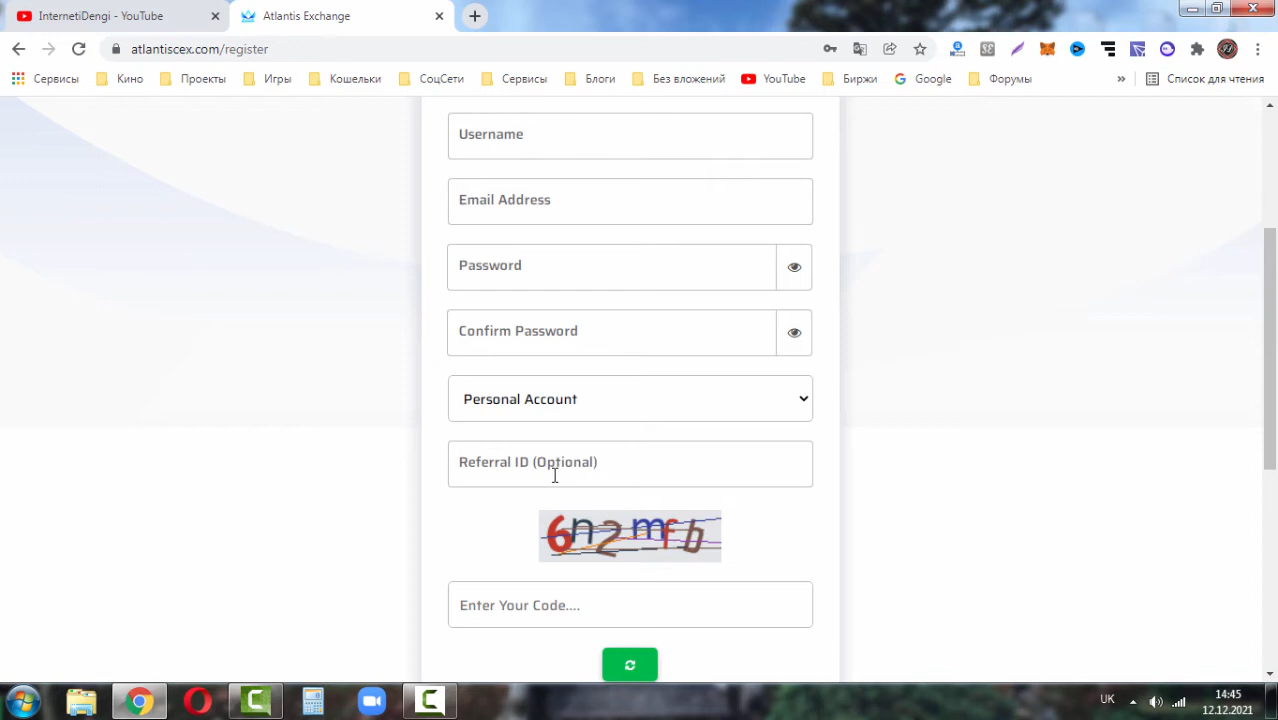 InternetiDengi - YouTube
Atlantis Exchange
atlantiscex.com/register
Сервисы
Кино
Проекты
Игры
Кошельки
СоцСети
Сервисы
Блоги
Без вложений
YouTube
Биржи
Google
Форумы
»
Список для чтения
Username
Email Address
Password
Confirm Password
Personal Account
Referral ID (Optional)
6n2mfb
Enter Your Code....
UK
14:45
12.12.2021